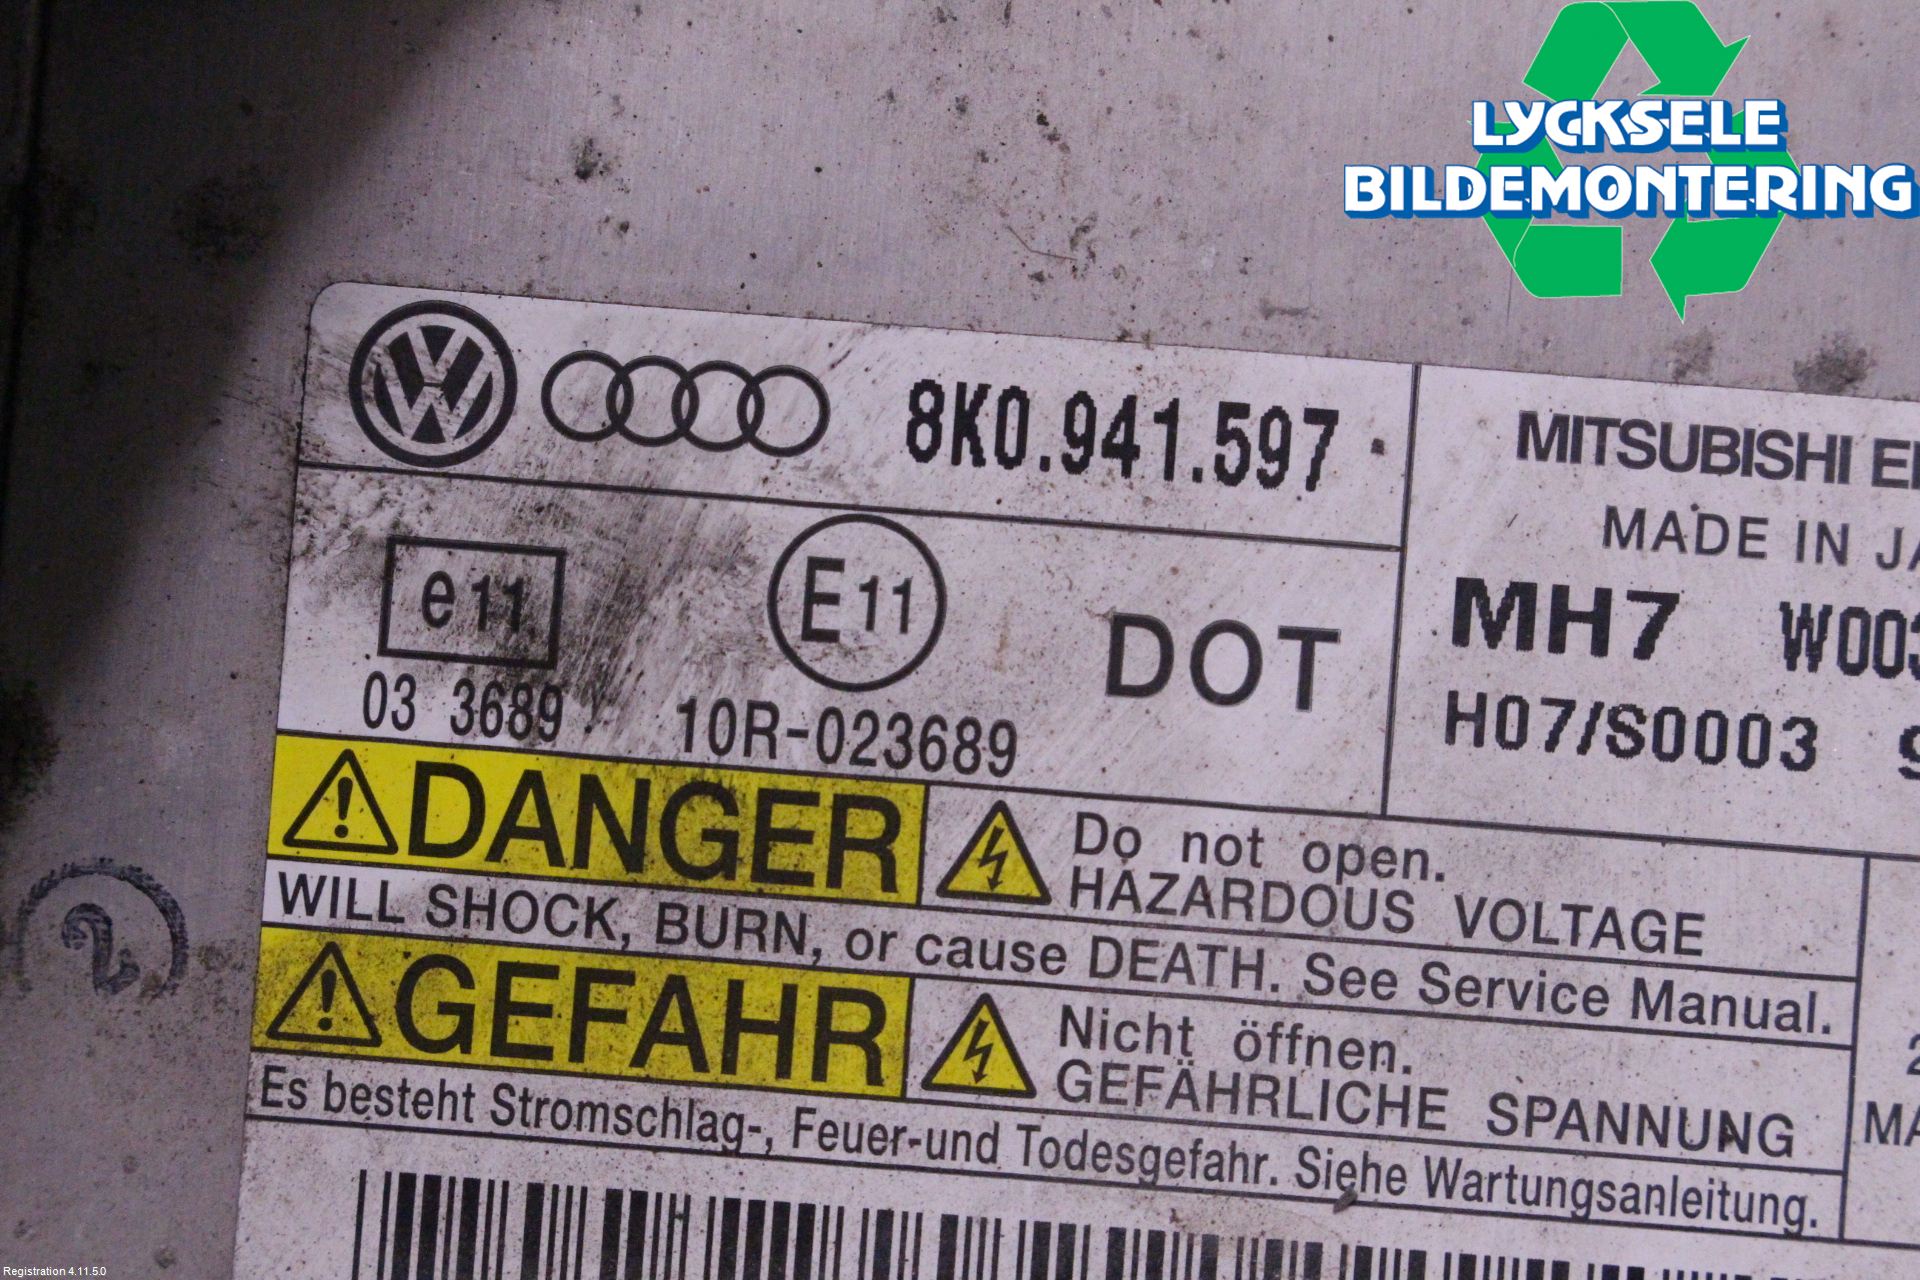 LYCKSELE
BILDEMONTERING
8K0.941.597
MITSUBISHI
MADE IN
e11
E11
DOT
MH7
03 3689
10R-023689
H07/S0003
DANGER
Do not open.
HAZARDOUS VOLTAGE
WILL SHOCK, BURN, or cause DEATH. See Service Manual.
GEFAHR
Nicht öffnen.
GEFÄHRLICHE SPANNUNG
Es besteht Stromschlag-, Feuer-und Todesgefahr. Siehe Wartungsanleitung.
Registration 4.11.5.0